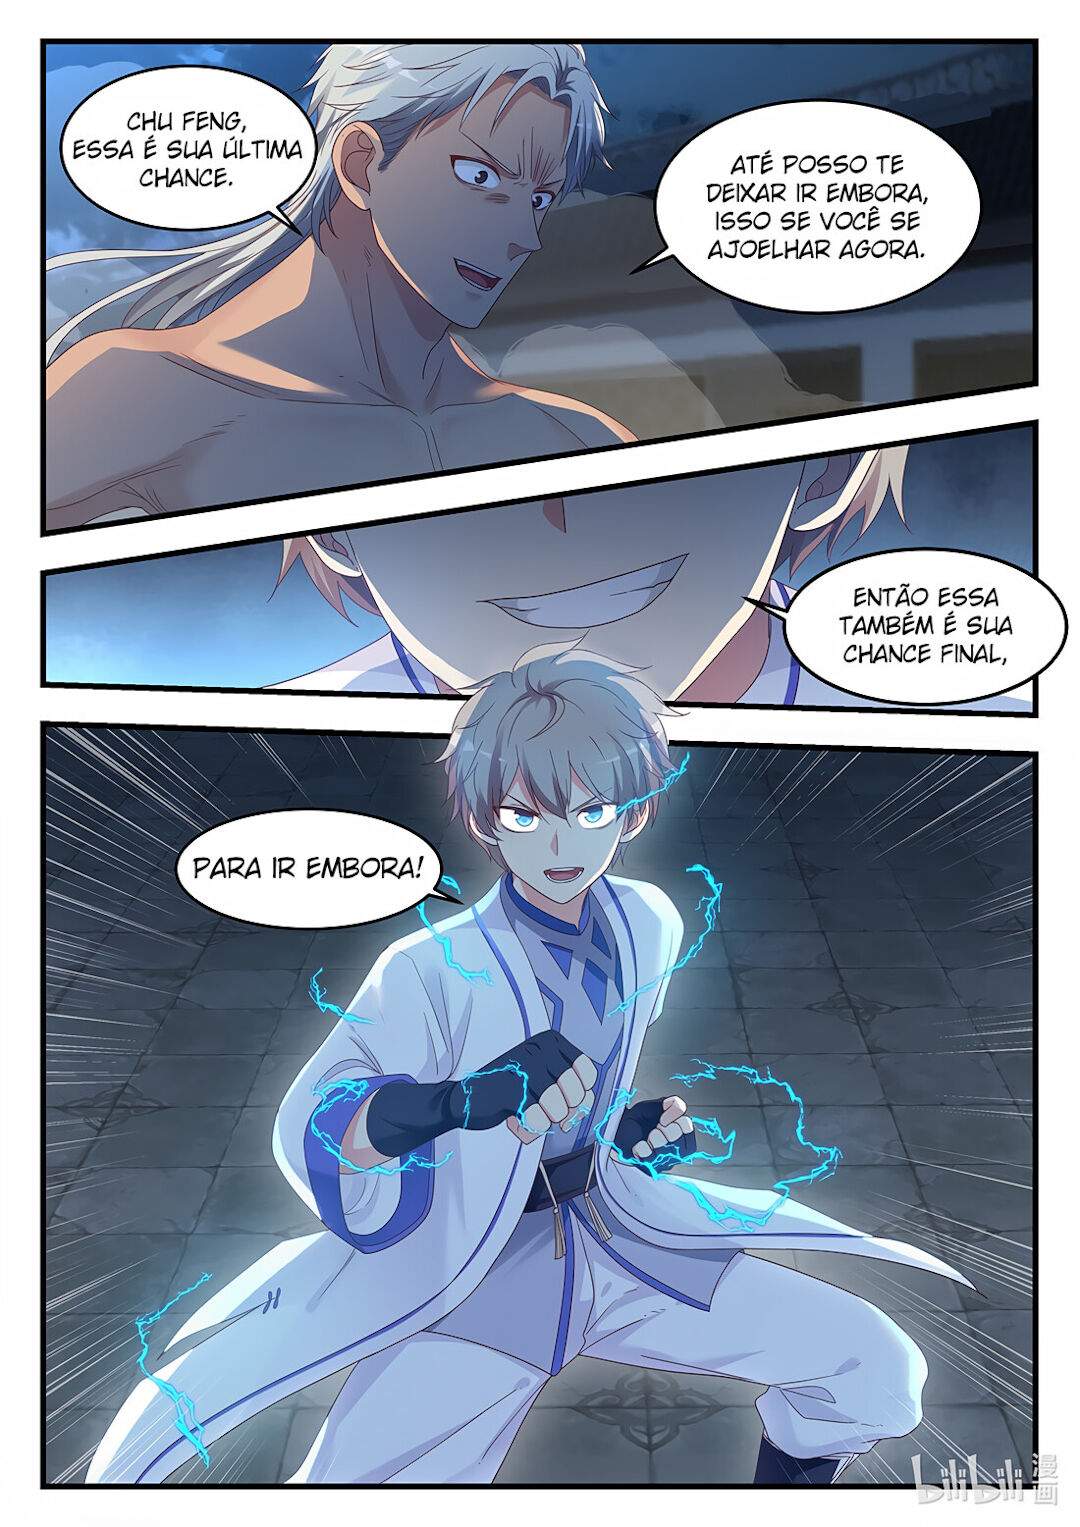 CHU FENG,
ESSA É SUA ÚLTIMA
CHANCE.
ATÉ POSSO TE
DEIXAR IR EMBORA,
ISSO SE VOCÊ SE
AJOELHAR AGORA.
ENTÃO ESSA
TAMBÉM É SUA
CHANCE FINAL,
PARA IR EMBORA!
bilibili 漫画